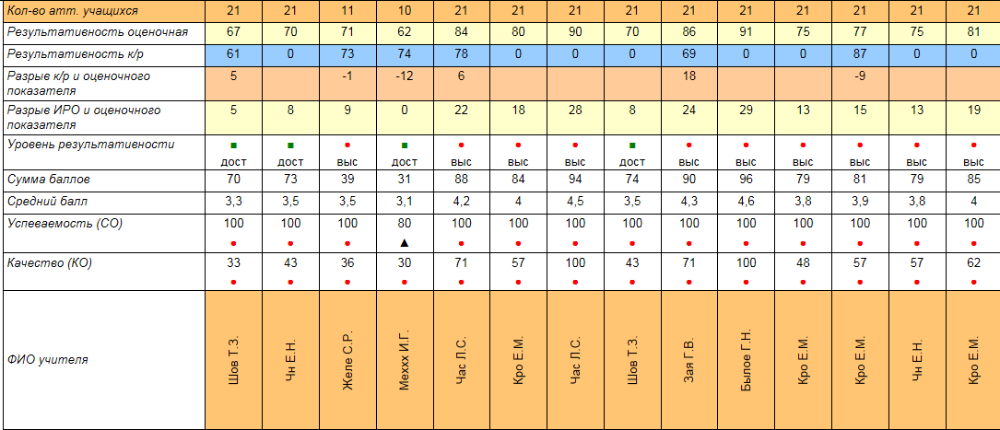 Кол-во атт. учащихся 21 21 11 10 21 21 21 21 21 21 21 21 21 21
Результативность оценочная 67 70 71 62 84 80 90 70 86 91 75 77 75 81
Результативность к/р 61 0 73 74 78 0 0 0 69 0 0 87 0 0
Разрыв к/р и оценочного 5 -1 -12 6 18 -9
показателя
Разрыв ИРО и оценочного 5 8 9 0 22 18 28 8 24 29 13 15 13 19
показателя
Уровень результативности
дост дост выс дост выс выс выс дост выс выс выс выс выс выс
Сумма баллов 70 73 39 31 88 84 94 74 90 96 79 81 79 85
Средний балл 3,3 3,5 3,5 3,1 4,2 4 4,5 3,5 4,3 4,6 3,8 3,9 3,8 4
Успеваемость (СО) 100 100 100 80 100 100 100 100 100 100 100 100 100 100
Качество (КО) 33 43 36 30 71 57 100 43 71 100 48 57 57 62
ФИО учителя Шов Т.З. Чн Е.Н. Желе С.Р. Меххх И.Г. Час Л.С. Кро Е.М. Час Л.С. Шов Т.З. Зая Г.В. Былое Г.Н. Кро Е.М. Кро Е.М. Чн Е.Н. Кро Е.М.